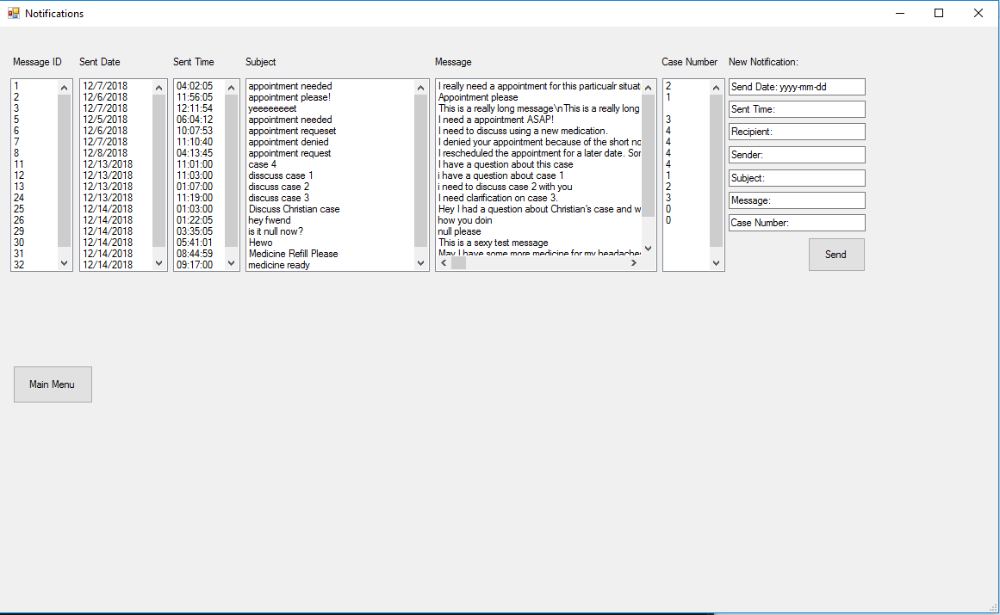 Notifications
Message ID Sent Date Sent Time Subject Message Case Number New Notification:
1 12/7/2018 04:02:05 appointment needed I really need a appointment for this particualr situat 2
2 12/6/2018 11:56:05 appointment please! Appointment please 1
3 12/7/2018 12:11:54 yeeeeeeeet This is a really long message\nThis is a really long
5 12/5/2018 06:04:12 appointment needed I need a appointment ASAP! 3
6 12/6/2018 10:07:53 appointment requeset I need to discuss using a new medication. 4
7 12/7/2018 11:10:40 appointment denied I denied your appointment because of the short no 4
8 12/8/2018 04:13:45 appointment request I rescheduled the appointment for a later date. Sor 4
11 12/13/2018 11:01:00 case 4 I have a question about this case 4
12 12/13/2018 11:03:00 disscuss case 1 i have a question about case 1 1
13 12/13/2018 01:07:00 discuss case 2 i need to discuss case 2 with you 2
24 12/13/2018 11:19:00 discuss case 3 I need clarification on case 3. 3
25 12/14/2018 01:03:00 Discuss Christian case Hey I had a question about Christian's case and w 0
26 12/14/2018 01:22:05 hey fwend how you doin 0
29 12/14/2018 03:35:05 is it null now? null please
30 12/14/2018 05:41:01 Hewo This is a sexy test message
31 12/14/2018 08:44:59 Medicine Refill Please May I have some more medicine for my headaches
32 12/14/2018 09:17:00 medicine ready
Send Date: yyyy-mm-dd
Sent Time:
Recipient:
Sender:
Subject:
Message:
Case Number:
Send
Main Menu